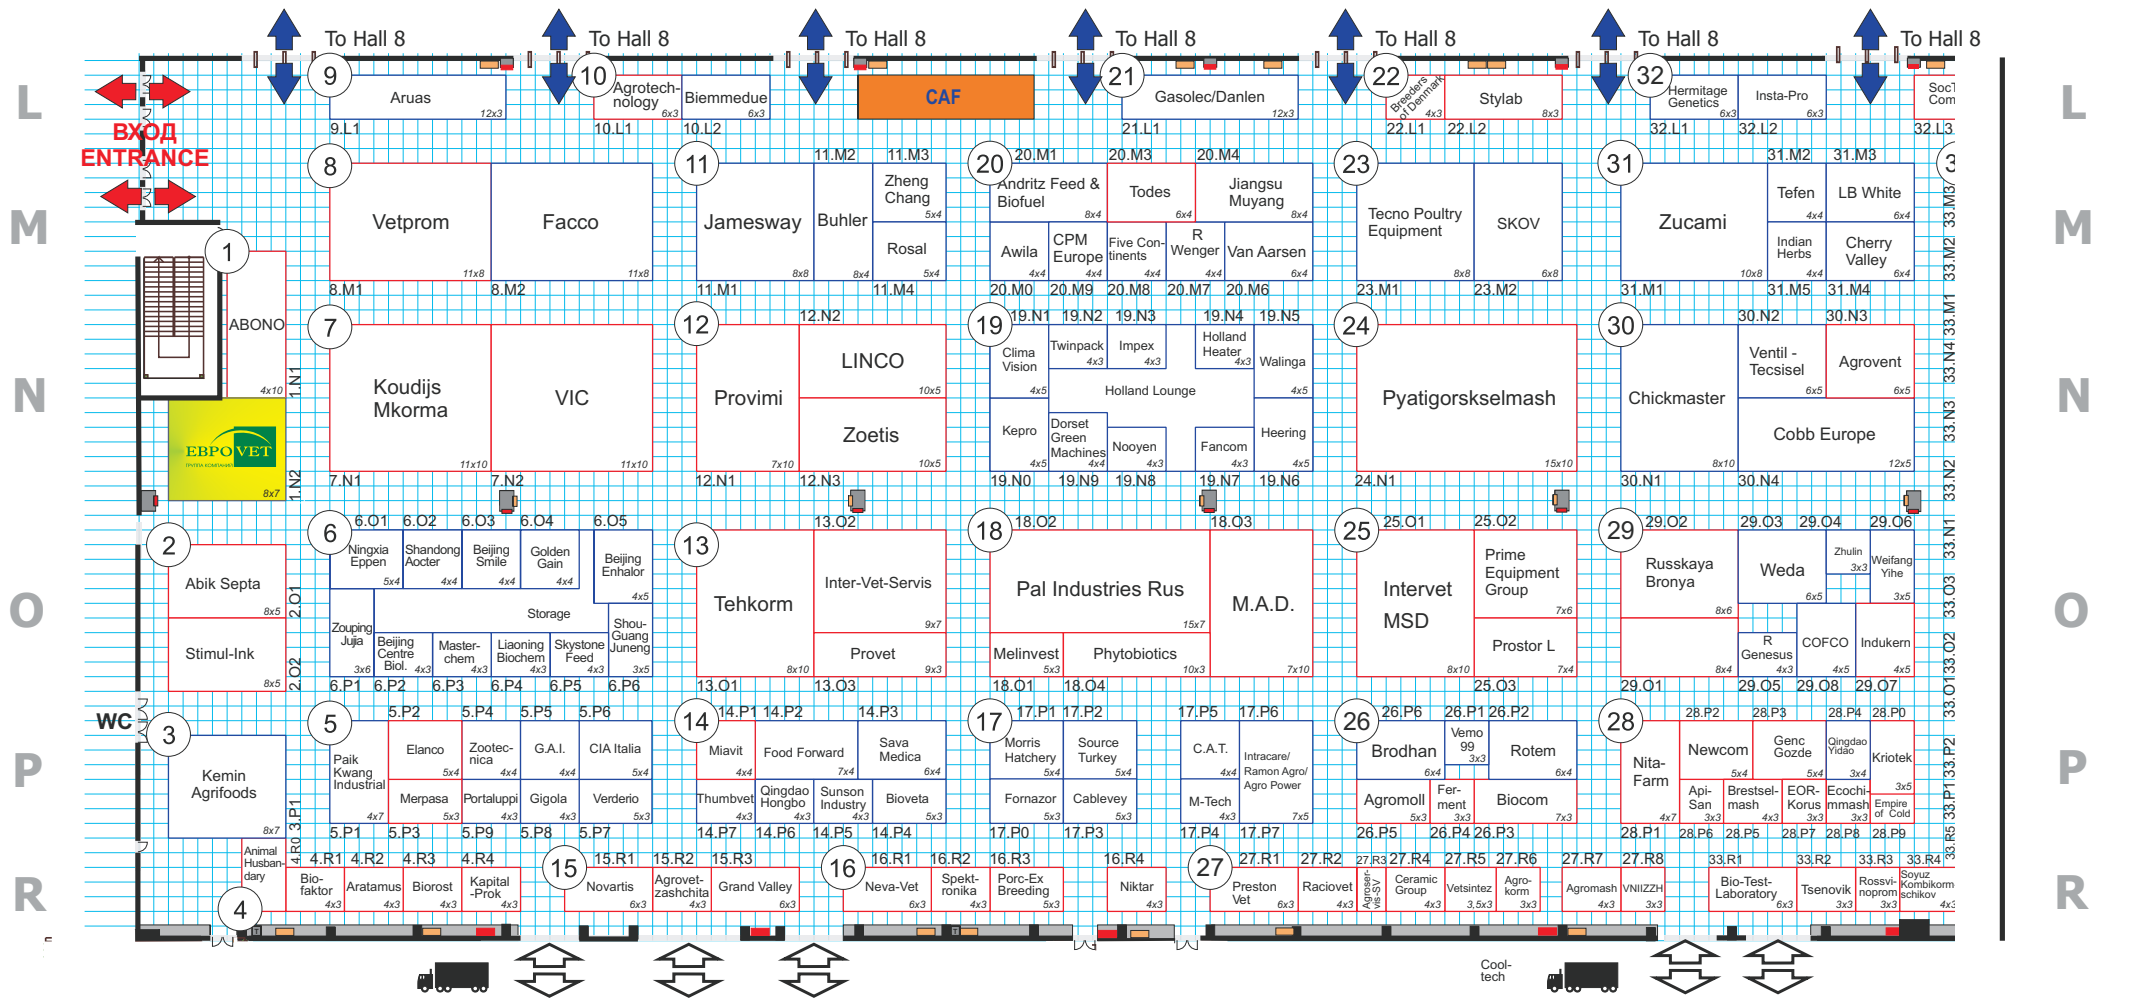 To Hall 8
To Hall 8
To Hall 8
To Hall 8
To Hall 8
To Hall 8
To Hall 8
L
9
Aruas
12x3
9.L1
10
Agrotech-
nology
6x3
10.L1
Biemmedue
6x3
10.L2
CAF
21
Gasolec/Danlen
12x3
21.L1
22
Breeders
of Denmark
4x3
22.L1
Stylab
8x3
22.L2
32
Hermitage
Genetics
6x3
32.L1
Insta-Pro
6x3
32.L2
SocT
Com
32.L3
L
ВХОД
ENTRANCE
M
8
Vetprom
11x8
8.M1
Facco
11x8
8.M2
11
Jamesway
8x8
11.M1
11.M2
Buhler
8x4
11.M3
Zheng
Chang
5x4
Rosal
5x4
11.M4
20
20.M1
Andritz Feed &
Biofuel
8x4
20.M3
Todes
6x4
20.M4
Jiangsu
Muyang
8x4
Awila
4x4
20.M0
CPM
Europe
4x4
20.M9
Five Con-
tinents
4x4
20.M8
R
Wenger
4x4
20.M7
Van Aarsen
6x4
20.M6
23
Tecno Poultry
Equipment
8x8
23.M1
SKOV
6x8
23.M2
31
Zucami
10x8
31.M1
31.M2
Tefen
4x4
31.M3
LB White
6x4
Indian
Herbs
4x4
31.M5
Cherry
Valley
6x4
31.M4
3
33.M3
33.M2
33.M1
M
1
ABONO
4x10
1.N1
ЕВРОVET
ГРУППА КОМПАНИЙ
8x7
1.N2
N
7
Koudijs
Mkorma
11x10
7.N1
VIC
11x10
7.N2
12
Provimi
7x10
12.N1
12.N2
LINCO
10x5
Zoetis
10x5
12.N3
19
19.N1
Clima
Vision
4x5
19.N2
Twinpack
4x3
19.N3
Impex
4x3
19.N4
Holland
Heater
4x3
19.N5
Walinga
4x5
Holland Lounge
Kepro
4x5
19.N0
Dorset
Green
Machines
4x4
19.N9
Nooyen
4x3
19.N8
Fancom
4x3
19.N7
Heering
4x5
19.N6
24
Pyatigorskselmash
15x10
24.N1
30
Chickmaster
8x10
30.N1
30.N2
Ventil -
Tecsisel
6x5
30.N3
Agrovent
6x5
Cobb Europe
12x5
30.N4
33.N4
33.N3
33.N2
33.N1
N
2
Abik Septa
8x5
2.O1
Stimul-Ink
8x5
2.O2
O
6
6.O1
Ningxia
Eppen
5x4
6.O2
Shandong
Aocter
4x4
6.O3
Beijing
Smile
4x4
6.O4
Golden
Gain
4x4
6.O5
Beijing
Enhalor
4x5
Storage
Zouping
Jujia
3x6
6.P1
Beijing
Centre
Biol.
4x3
6.P2
Master-
chem
4x3
6.P3
Liaoning
Biochem
4x3
6.P4
Skystone
Feed
4x3
6.P5
Shou-
Guang
Juneng
3x5
6.P6
13
Tehkorm
8x10
13.O1
13.O2
Inter-Vet-Servis
9x7
Provet
9x3
13.O3
18
18.O2
Pal Industries Rus
15x7
18.O3
M.A.D.
7x10
Melinvest
5x3
18.O1
Phytobiotics
10x3
18.O4
25
25.O1
Intervet
MSD
8x10
25.O2
Prime
Equipment
Group
7x6
Prostor L
7x4
25.O3
29
29.O2
Russkaya
Bronya
8x6
29.O3
Weda
6x5
29.O4
Zhulin
3x3
29.O6
Weifang
Yihe
3x5
8x4
29.O1
R
Genesus
4x3
29.O5
COFCO
4x5
29.O8
Indukern
4x5
29.O7
33.O3
33.O2
33.O1
O
WC
3
Kemin
Agrifoods
8x7
3.P1
P
5
Paik
Kwang
Industrial
4x7
5.P1
5.P2
Elanco
5x4
5.P4
Zootec-
nica
4x4
5.P5
G.A.I.
4x4
5.P6
CIA Italia
5x4
Merpasa
5x3
5.P3
Portaluppi
4x3
5.P9
Gigola
4x3
5.P8
Verderio
5x3
5.P7
14
14.P1
Miavit
4x4
14.P2
Food Forward
7x4
14.P3
Sava
Medica
6x4
Thumbvet
4x3
14.P7
Qingdao
Hongbo
4x3
14.P6
Sunson
Industry
4x3
14.P5
Bioveta
5x3
14.P4
17
17.P1
Morris
Hatchery
5x4
17.P2
Source
Turkey
5x4
17.P5
C.A.T.
4x4
17.P6
Intracare/
Ramon Agro/
Agro Power
7x5
Fornazor
5x3
17.P0
Cablevey
5x3
17.P3
M-Tech
4x3
17.P4
17.P7
26
26.P6
Brodhan
6x4
26.P1
Vemo
99
3x3
26.P2
Rotem
6x4
Agromoll
5x3
26.P5
Fer-
ment
3x3
26.P4
Biocom
7x3
26.P3
28
Nita-
Farm
4x7
28.P1
28.P2
Newcom
5x4
28.P3
Genc
Gozde
5x4
28.P4
Qingdao
Yidao
3x4
28.P0
Kriotek
3x5
Api-
San
3x3
28.P6
Brestsel-
mash
4x3
28.P5
EOR-
Korus
3x3
28.P7
Ecochi-
mmash
3x3
28.P8
Empire
of Cold
28.P9
33.P2
33.P1
33.R5
P
4
Animal
Husban-
dary
4.R0
R
4.R1
Bio-
faktor
4x3
4.R2
Aratamus
4x3
4.R3
Biorost
4x3
4.R4
Kapital
-Prok
4x3
15
15.R1
Novartis
6x3
15.R2
Agrovet-
zashchita
4x3
15.R3
Grand Valley
6x3
16
16.R1
Neva-Vet
6x3
16.R2
Spekt-
ronika
4x3
16.R3
Porc-Ex
Breeding
5x3
16.R4
Niktar
4x3
27
27.R1
Preston
Vet
6x3
27.R2
Raciovet
4x3
27.R3
Agroser-
vis-SV
27.R4
Ceramic
Group
4x3
27.R5
Vetsintez
3,5x3
27.R6
Agro-
korm
3x3
27.R7
Agromash
4x3
27.R8
VNIIZZH
3x3
33.R1
Bio-Test-
Laboratory
6x3
33.R2
Tsenovik
3x3
33.R3
Rossvi-
noprom
3x3
33.R4
Soyuz
Kombikorm
schikov
4x3
R
Cool-
tech